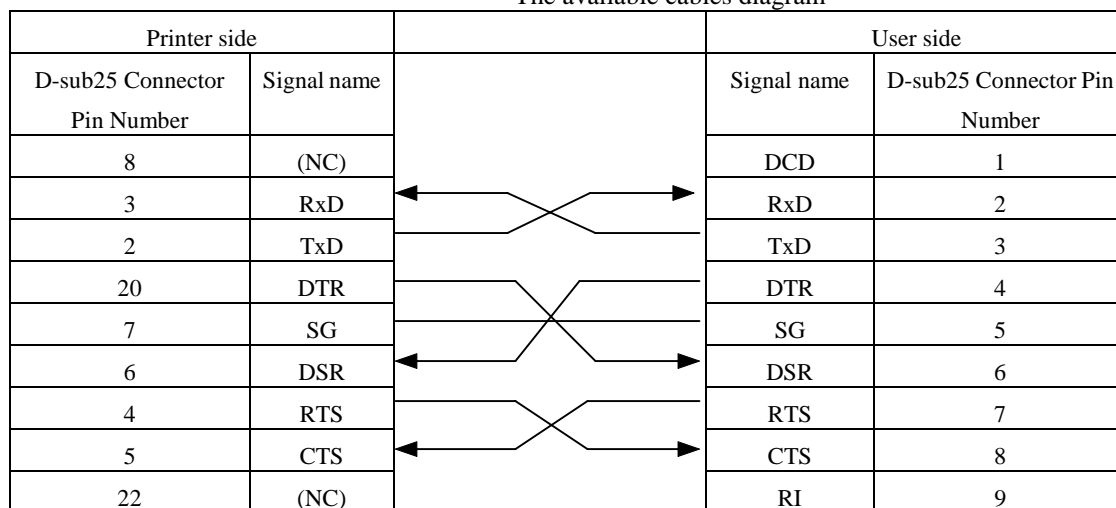 The available cables diagram
Printer side User side
D-sub25 Connector Pin Number Signal name Signal name D-sub25 Connector Pin Number
8 (NC) DCD 1
3 RxD RxD 2
2 TxD TxD 3
20 DTR DTR 4
7 SG SG 5
6 DSR DSR 6
4 RTS RTS 7
5 CTS CTS 8
22 (NC) RI 9